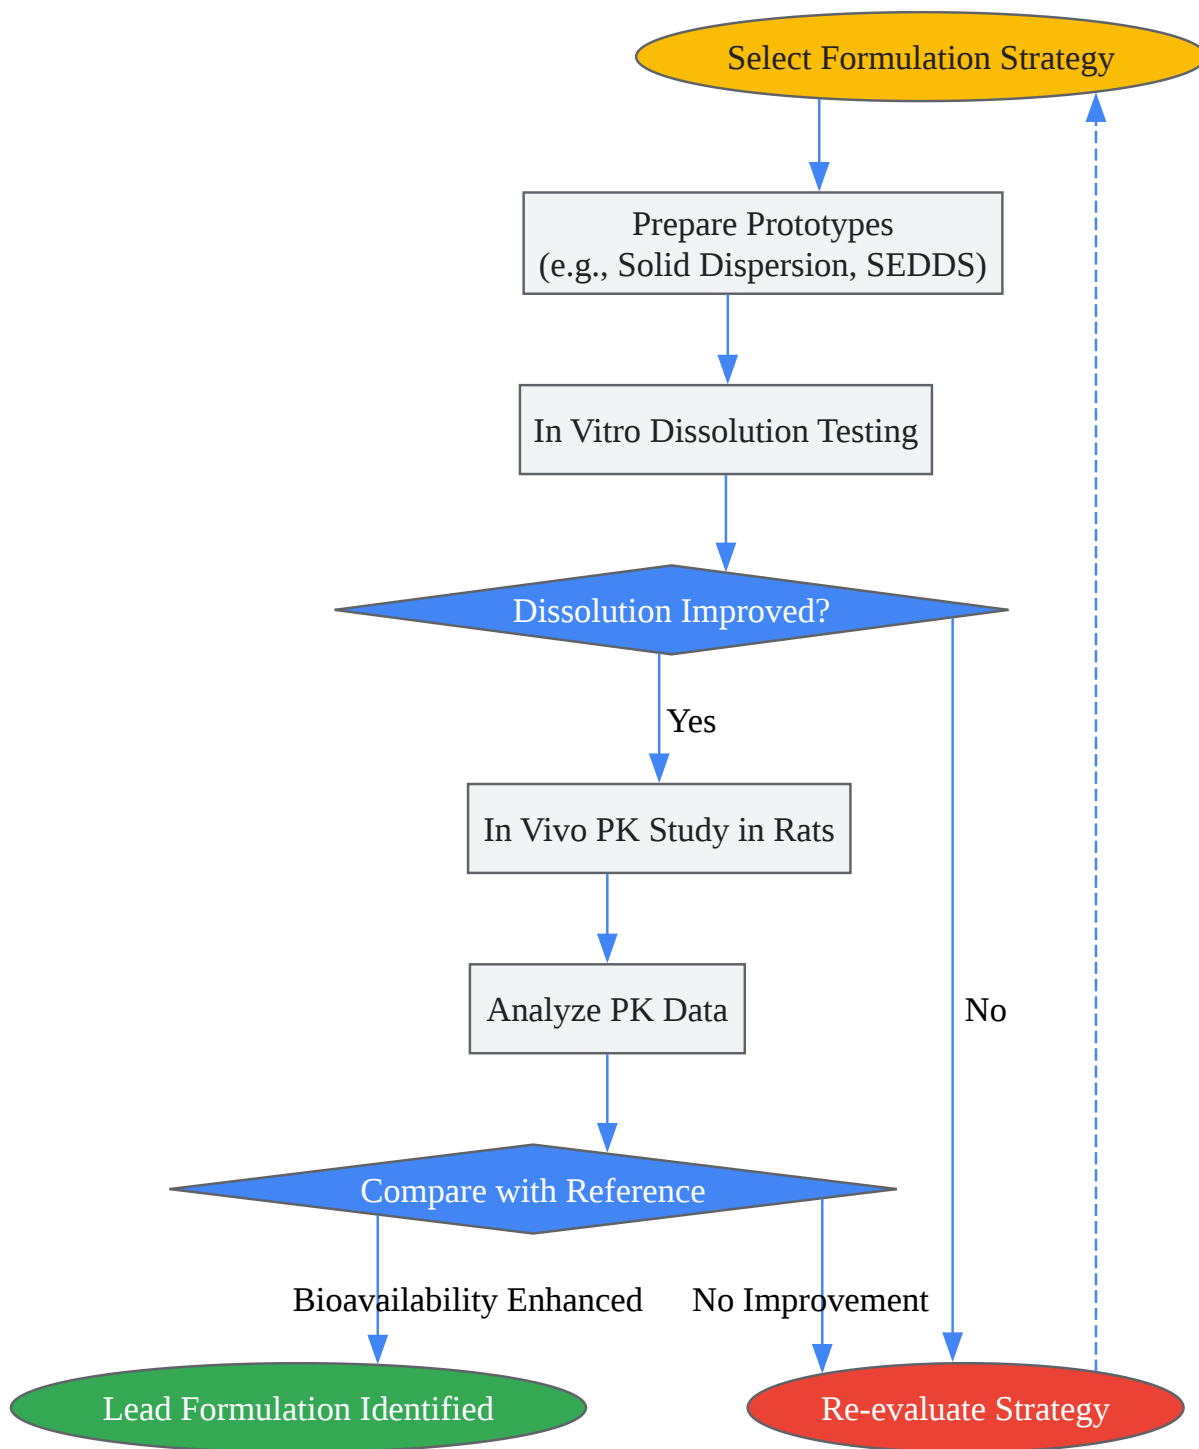 Select Formulation Strategy
Prepare Prototypes
(e.g., Solid Dispersion, SEDDS)
In Vitro Dissolution Testing
Dissolution Improved?
Yes
In Vivo PK Study in Rats
Analyze PK Data
No
Compare with Reference
Bioavailability Enhanced
No Improvement
Lead Formulation Identified
Re-evaluate Strategy